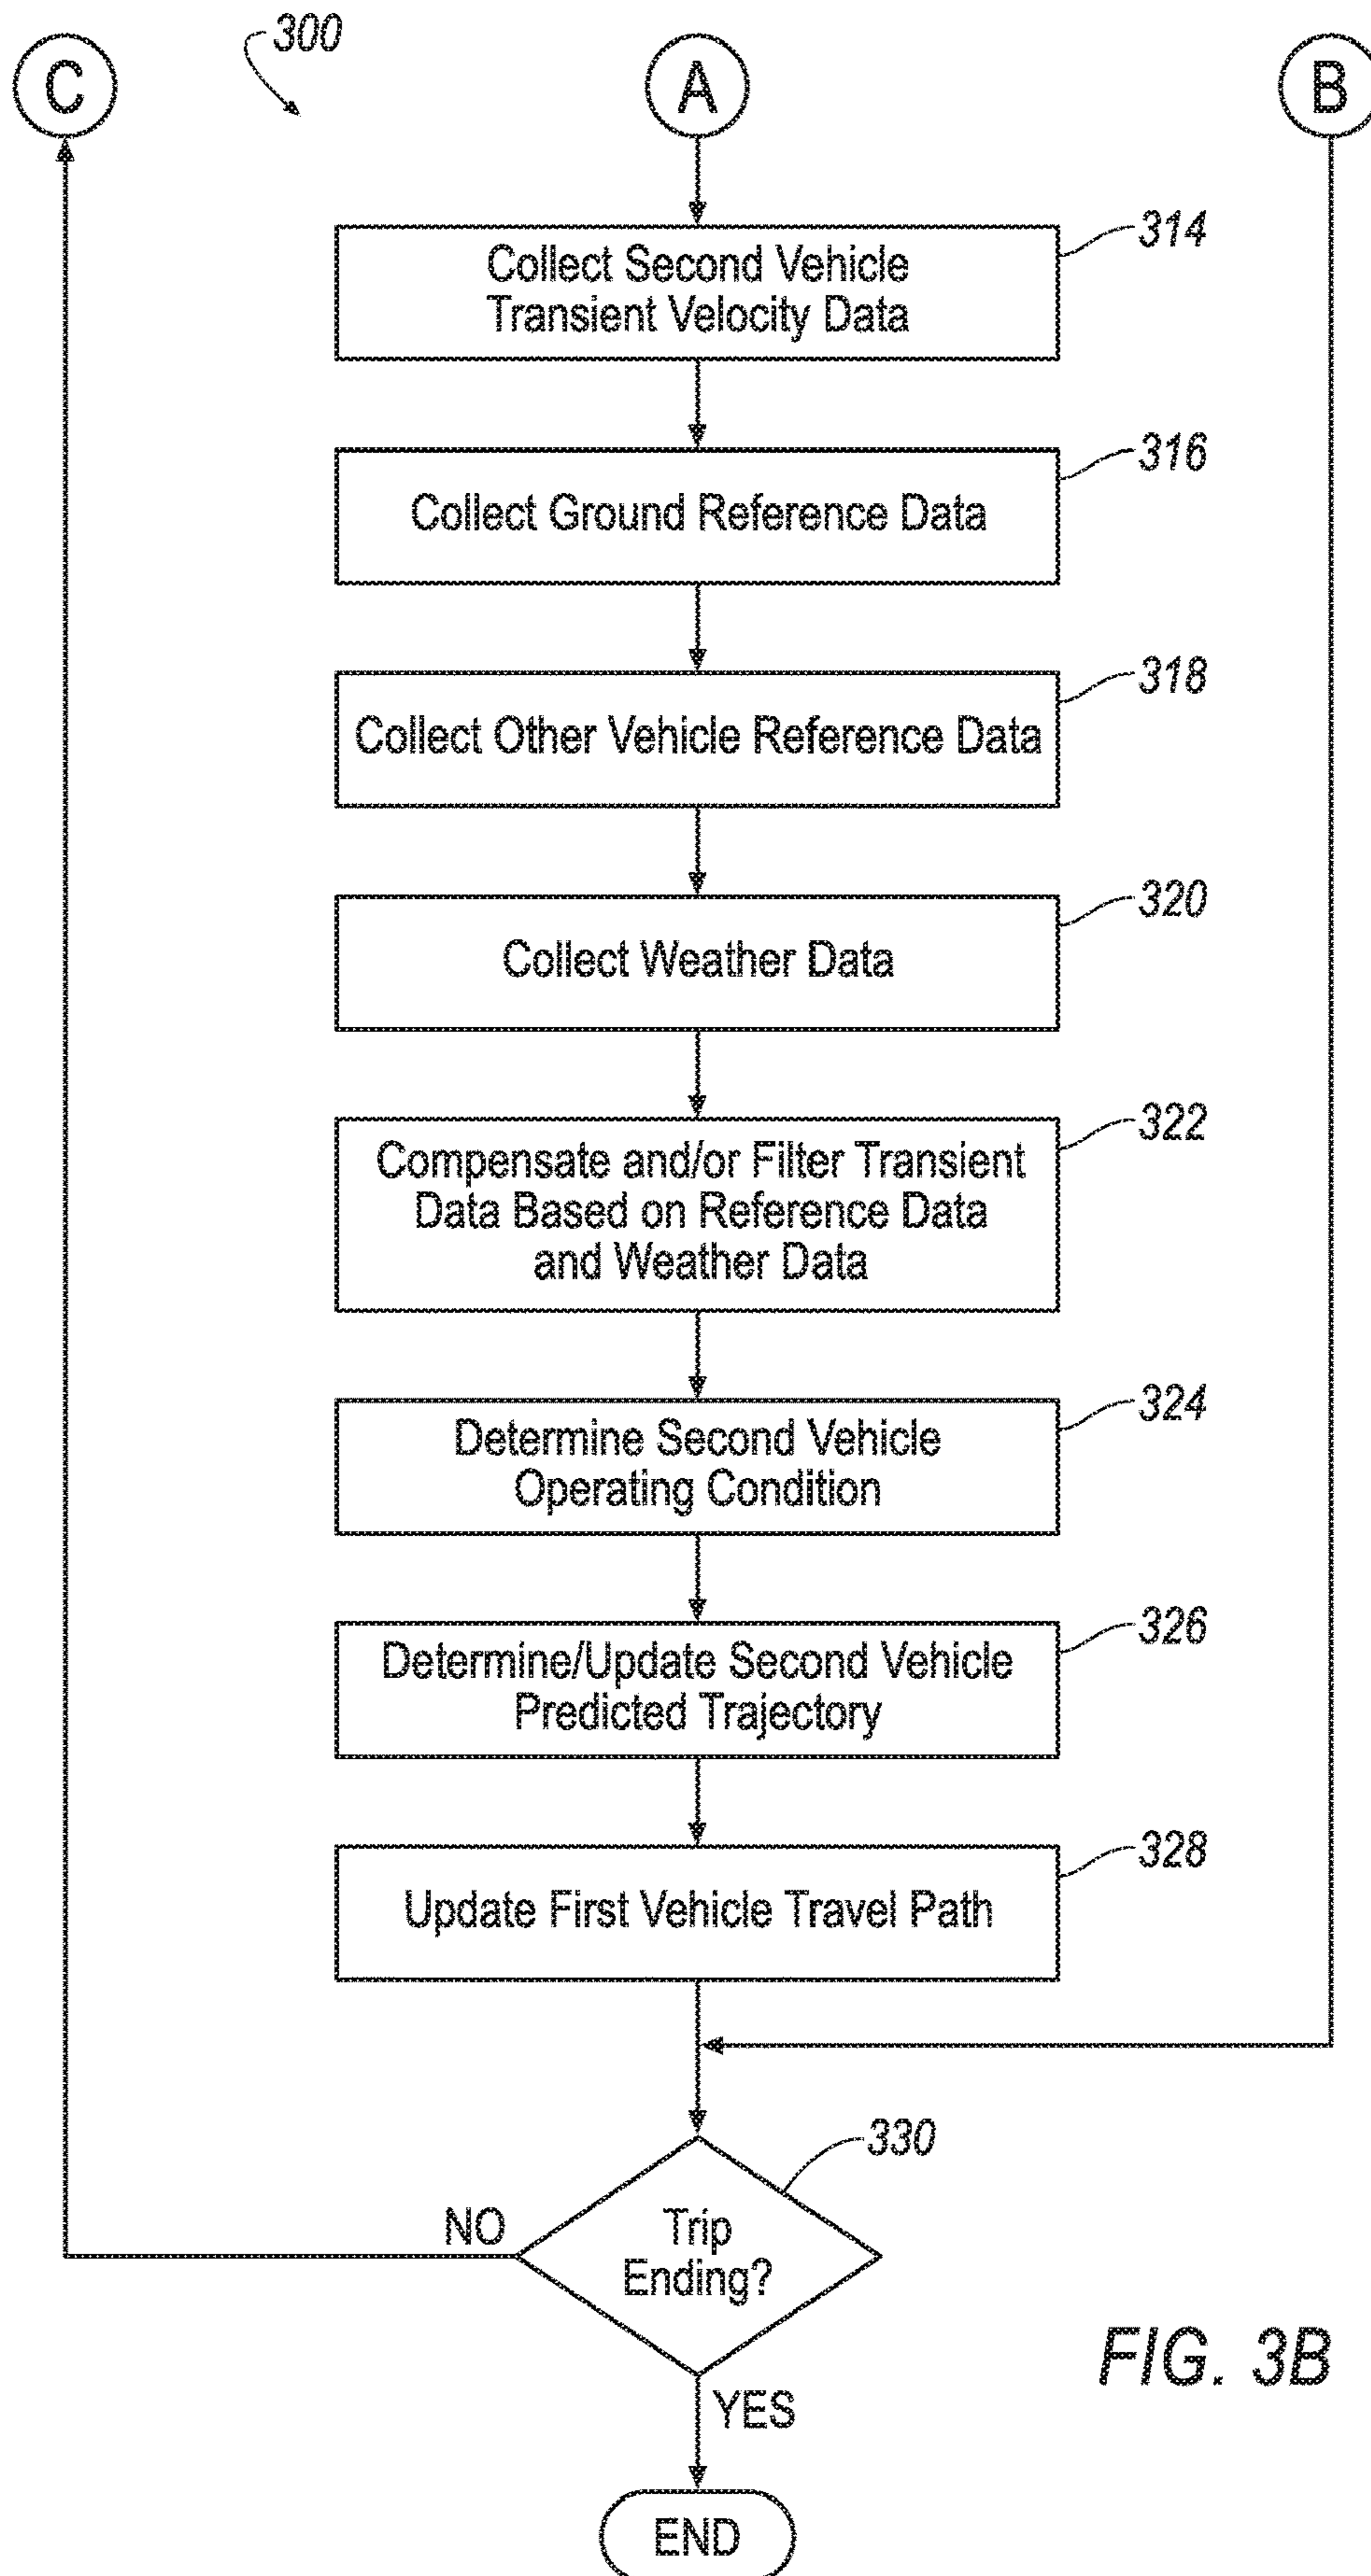 300
C
A
B
314
Collect Second Vehicle
Transient Velocity Data
316
Collect Ground Reference Data
318
Collect Other Vehicle Reference Data
320
Collect Weather Data
322
Compensate and/or Filter Transient
Data Based on Reference Data
and Weather Data
324
Determine Second Vehicle
Operating Condition
326
Determine/Update Second Vehicle
Predicted Trajectory
328
Update First Vehicle Travel Path
330
NO
Trip
Ending?
FIG. 3B
YES
END